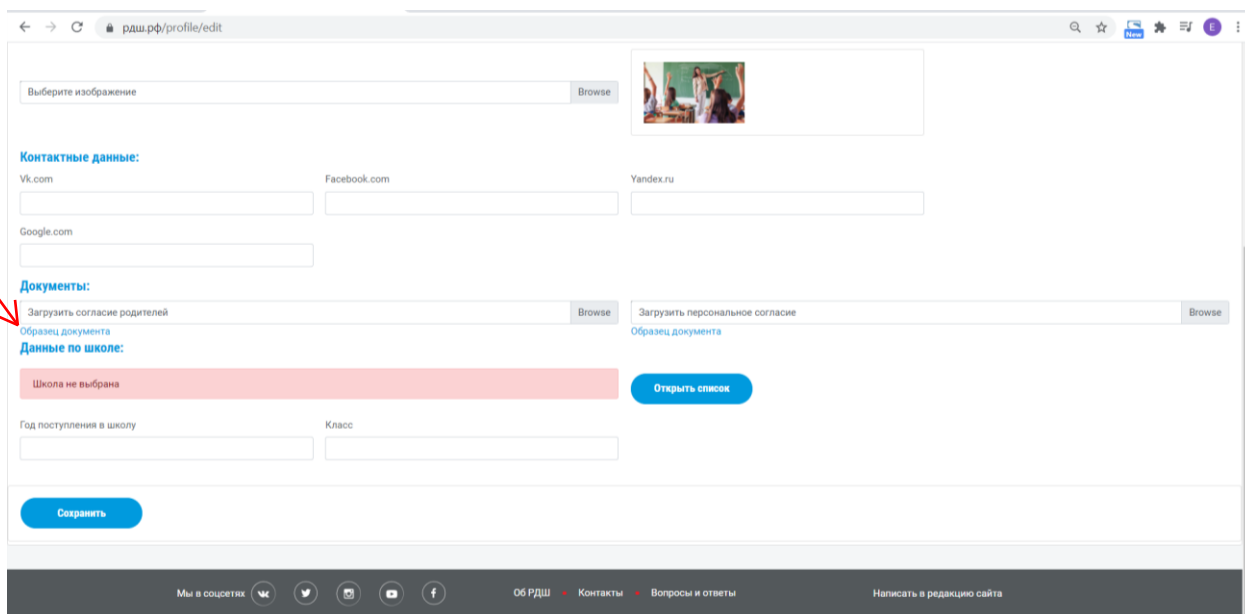 рдш.рф/profile/edit
New
E
Выберите изображение Browse
Контактные данные:
Vk.com Facebook.com Yandex.ru
Google.com
Документы:
Загрузить согласие родителей Browse Загрузить персональное согласие Browse
Образец документа Образец документа
Данные по школе:
Школа не выбрана Открыть список
Год поступления в школу Класс
Сохранить
Мы в соцсетях Об РДШ Контакты Вопросы и ответы Написать в редакцию сайта